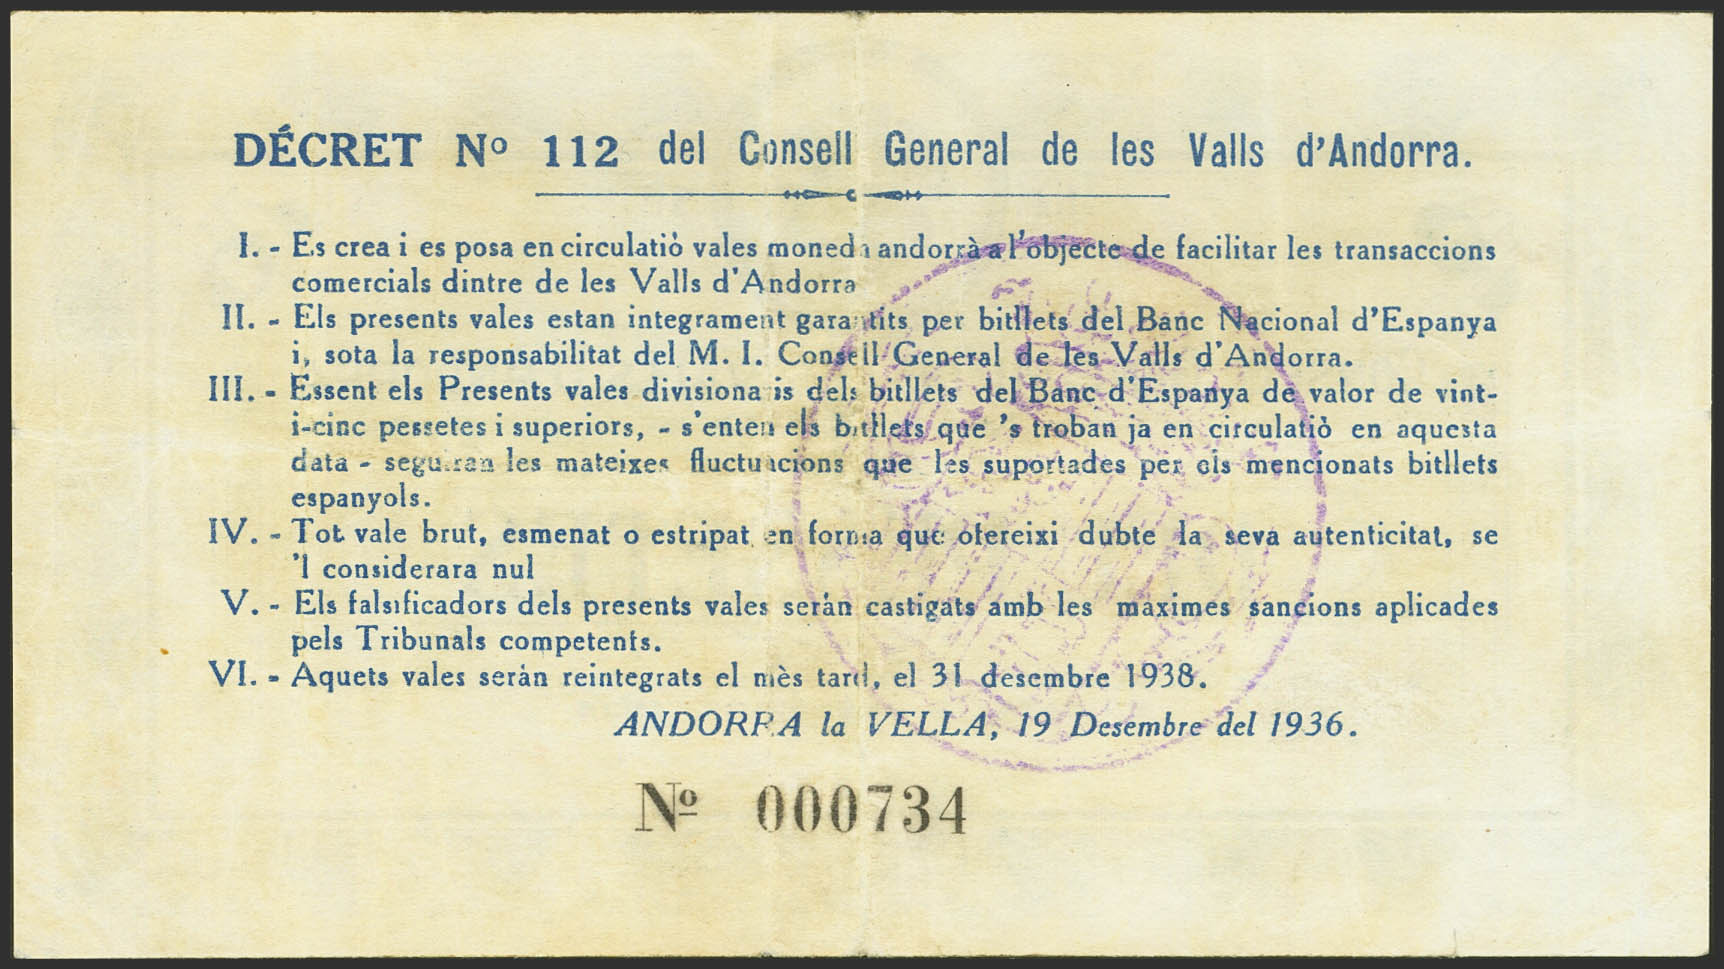 DÉCRET Nº 112 del Consell General de les Valls d'Andorra.
I. - Es crea i es posa en circulatiò vales moneda andorrà a l'objecte de facilitar les transaccions
comercials dintre de les Valls d'Andorra
II. - Els presents vales estan integrament garantits per bitllets del Banc Nacional d'Espanya
i, sota la responsabilitat del M. I. Consell General de les Valls d'Andorra.
III. - Essent els Presents vales divisionaris dels bitllets del Banc d'Espanya de valor de vint-
i-cinc pessetes i superiors, - s'enten els bitllets que 's troban ja en circulatiò en aquesta
data - seguiran les mateixes fluctuacions que les suportades per els mencionats bitllets
espanyols.
IV. - Tot vale brut, esmenat o estripat en forma que ofereixi dubte la seva autenticitat, se
'l considerara nul
V. - Els falsificadors dels presents vales seràn castigats amb les maximes sancions aplicades
pels Tribunals competents.
VI. - Aquets vales seràn reintegrats el mès tard, el 31 desembre 1938.
ANDORRA la VELLA, 19 Desembre del 1936.
Nº 000734